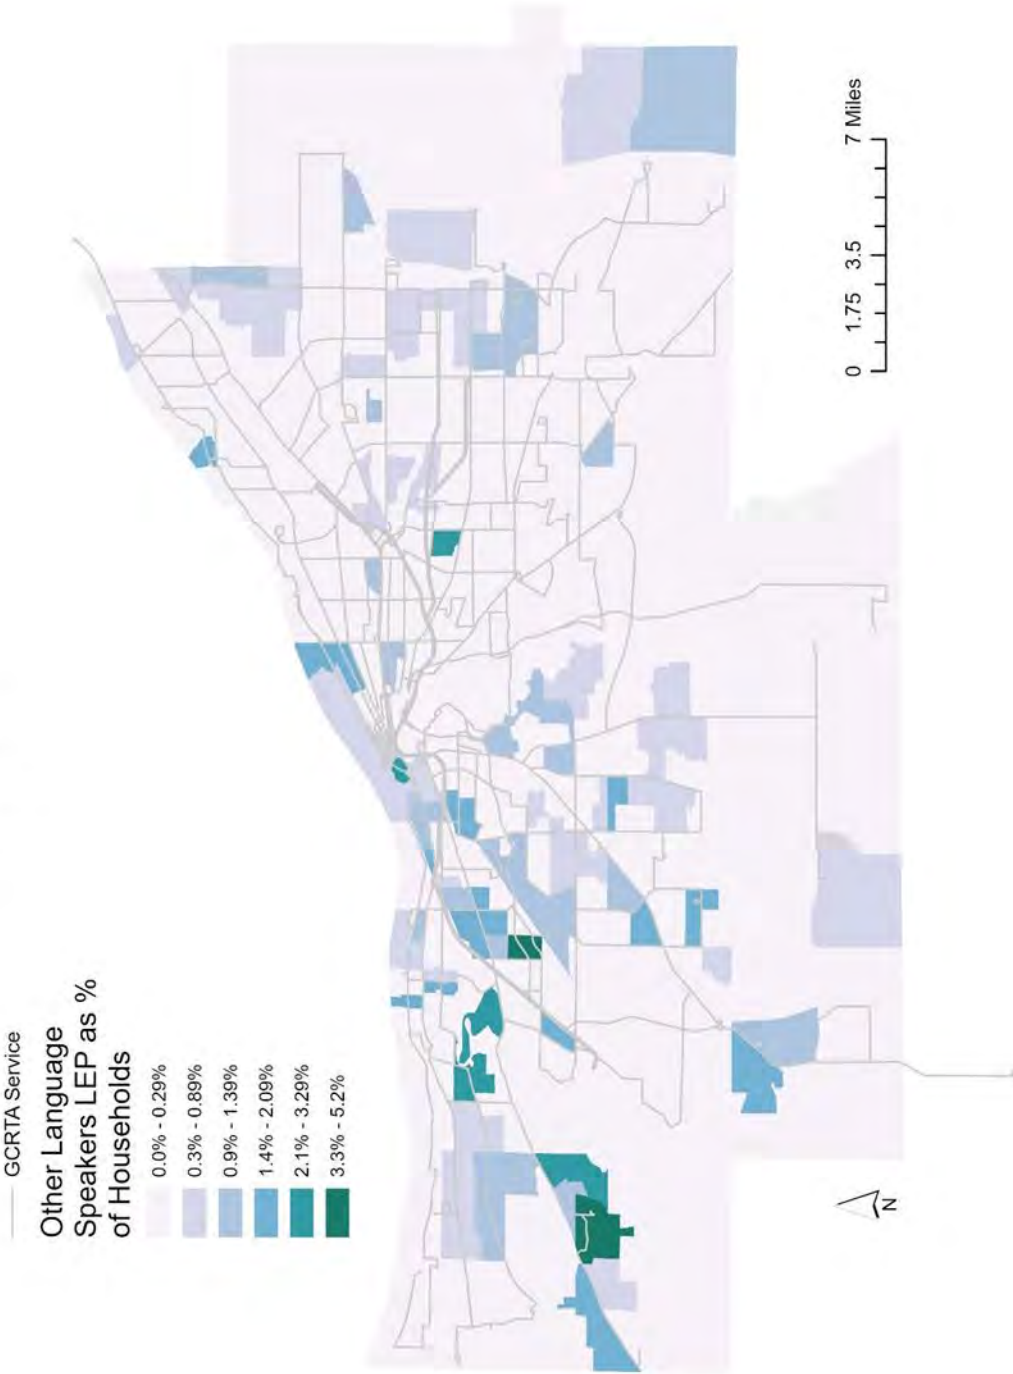 GCRTA Service
Other Language
Speakers LEP as %
of Households
0.0% - 0.29%
0.3% - 0.89%
0.9% - 1.39%
1.4% - 2.09%
2.1% - 3.29%
3.3% - 5.2%
N
0 1.75 3.5 7 Miles